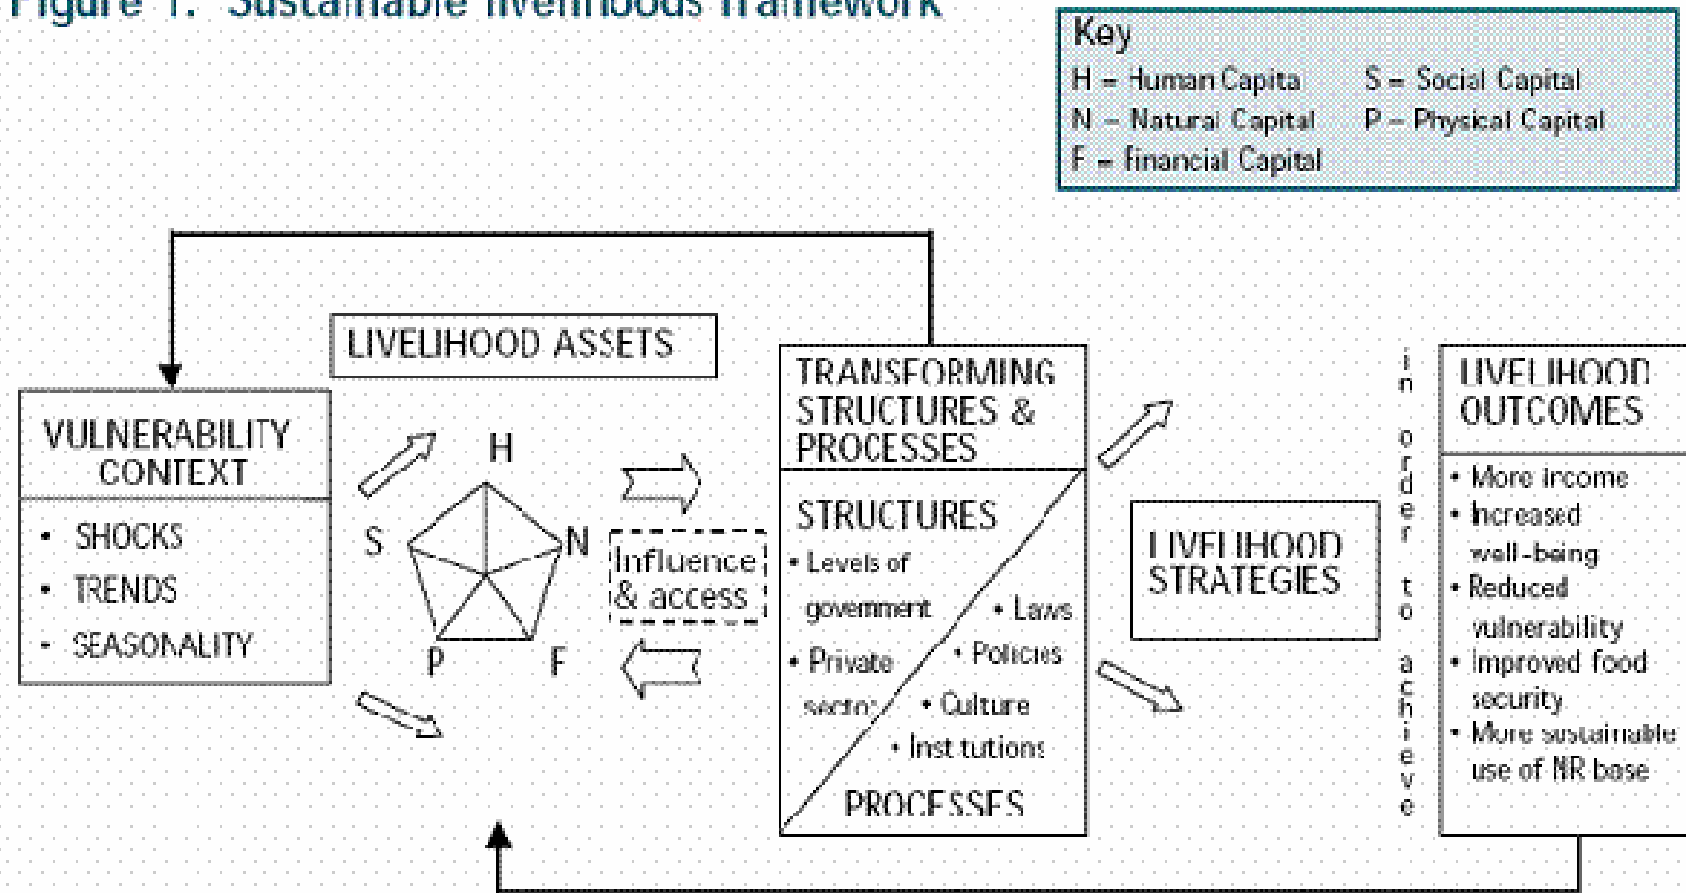 Figure 1. Sustainable livelihoods framework
Key
H – Human Capita
S – Social Capital
N – Natural Capital
P – Physical Capital
F – Financial Capital
LIVELIHOOD ASSETS
VULNERABILITY
CONTEXT
• SHOCKS
• TRENDS
• SEASONALITY
H
S
N
P
F
Influence
& access
TRANSFORMING
STRUCTURES &
PROCESSES
STRUCTURES
• Levels of
government
• Private
sector
• Laws
• Policies
• Culture
• Institutions
PROCESSES
LIVELIHOOD
STRATEGIES
in order to achieve
LIVELIHOOD
OUTCOMES
• More income
• Increased
well-being
• Reduced
vulnerability
• Improved food
security
• More sustainable
use of NR base